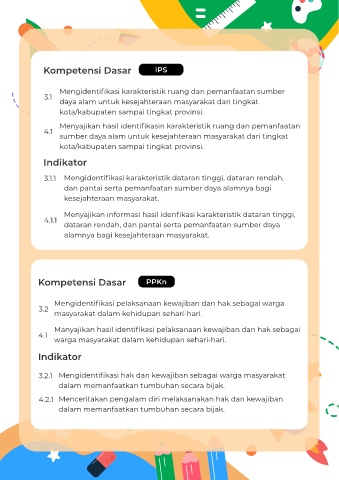 Kompetensi Dasar IPS
3.1 Mengidentifikasi karakteristik ruang dan pemanfaatan sumber
daya alam untuk kesejahteraan masyarakat dari tingkat
kota/kabupaten sampai tingkat provinsi.
4.1 Menyajikan hasil identifikasin karakteristik ruang dan pemanfaatan
sumber daya alam untuk kesejahteraan masyarakat dari tingkat
kota/kabupaten sampai tingkat provinsi.
Indikator
3.1.1 Mengidentifikasi karakteristik dataran tinggi, dataran rendah,
dan pantai serta pemanfaatan sumber daya alamnya bagi
kesejahteraan masyarakat.
4.1.1 Menyajikan informasi hasil idenfikasi karakteristik dataran tinggi,
dataran rendah, dan pantai serta pemanfaatan sumber daya
alamnya bagi kesejahteraan masyarakat.
Kompetensi Dasar PPKn
3.2 Mengidentifikasi pelaksanaan kewajiban dan hak sebagai warga
masyarakat dalam kehidupan sehari-hari.
4.1 Manyajikan hasil identifikasi pelaksanaan kewajiban dan hak sebagai
warga masyarakat dalam kehidupan sehari-hari.
Indikator
3.2.1 Mengidentifikasi hak dan kewajiban sebagai warga masyarakat
dalam memanfaatkan tumbuhan secara bijak.
4.2.1 Menceritakan pengalam diri melaksanakan hak dan kewajiban
dalam memanfaatkan tumbuhan secara bijak.